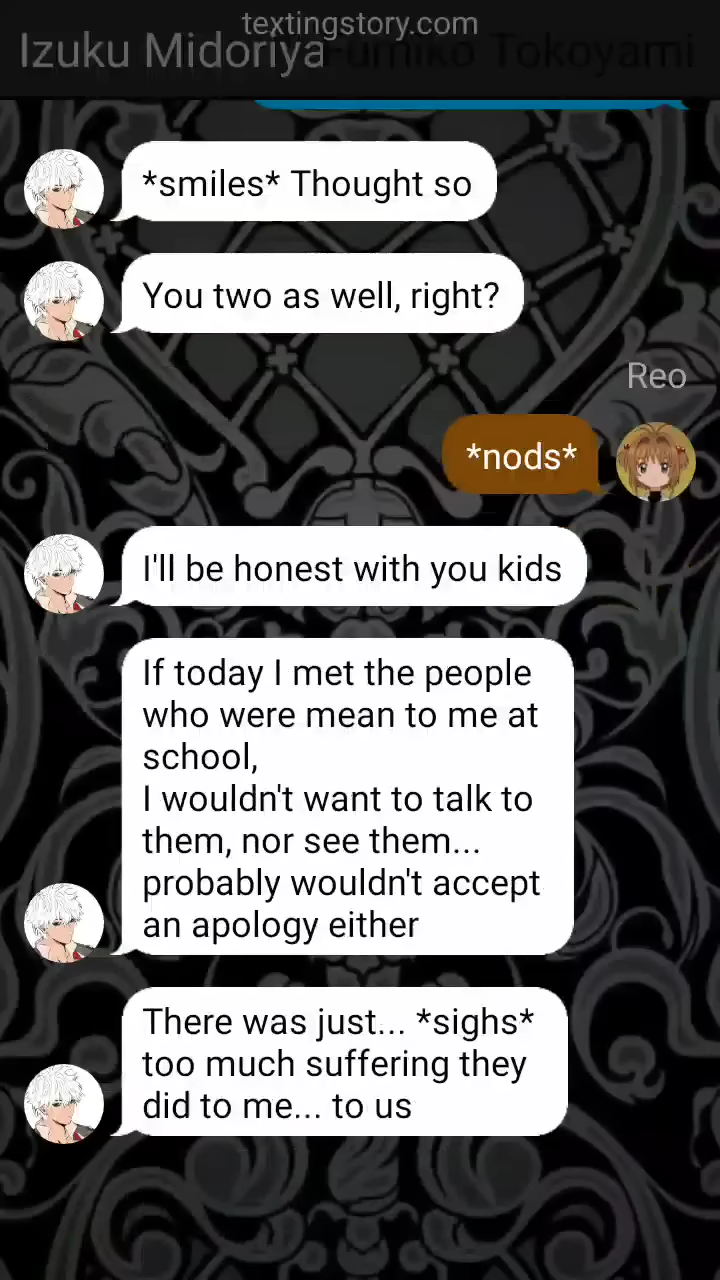 textingstory.com
Izuku Midoriya Fumiko Tokoyami
*smiles* Thought so
You two as well, right?
Reo
*nods*
I'll be honest with you kids
If today I met the people
who were mean to me at
school,
I wouldn't want to talk to
them, nor see them...
probably wouldn't accept
an apology either
There was just... *sighs*
too much suffering they
did to me... to us